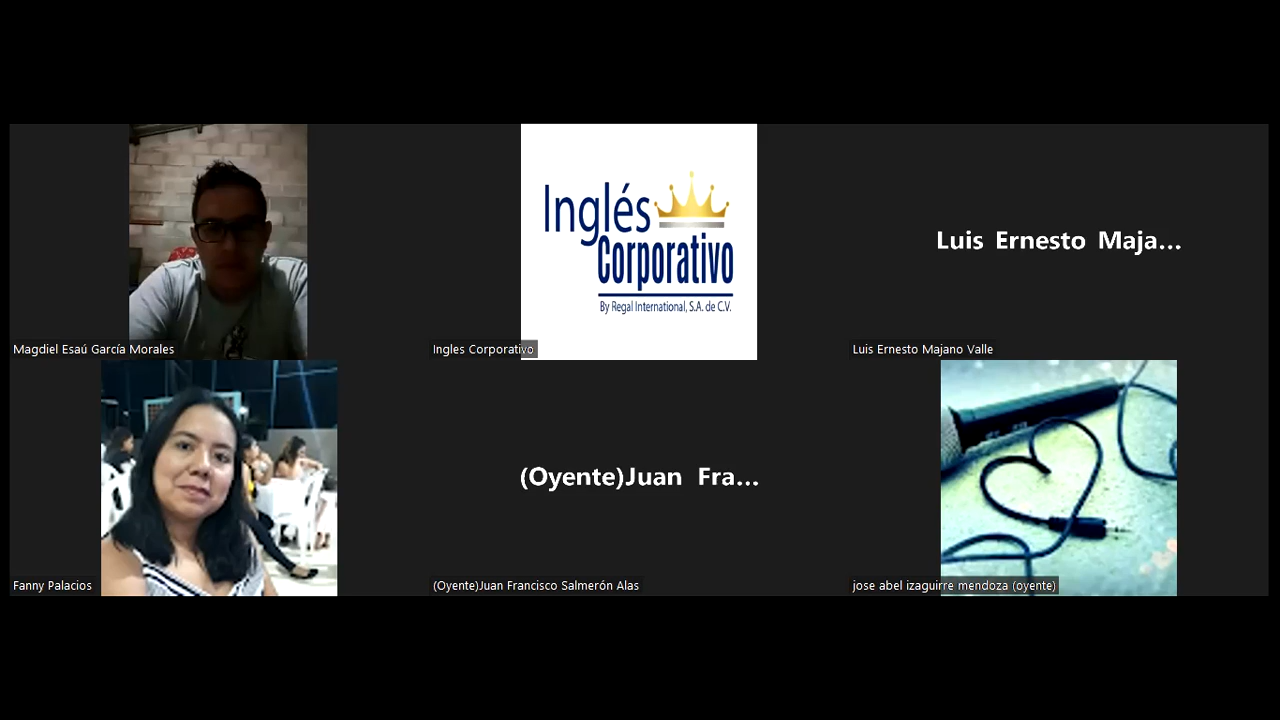 Inglés
Corporativo
By Regal International, S.A. de C.V.
Luis Ernesto Maja...
Magdiel Esaú García Morales
Ingles Corporativo
Luis Ernesto Majano Valle
(Oyente)Juan Fra...
Fanny Palacios
(Oyente)Juan Francisco Salmerón Alas
jose abel izaguirre mendoza (oyente)